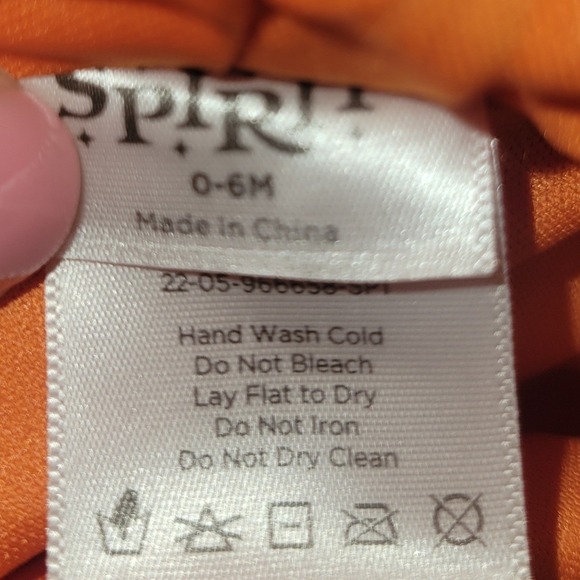 SPIRIT
0-6M
Made in China
22-05-966658-SPI
Hand Wash Cold
Do Not Bleach
Lay Flat to Dry
Do Not Iron
Do Not Dry Clean